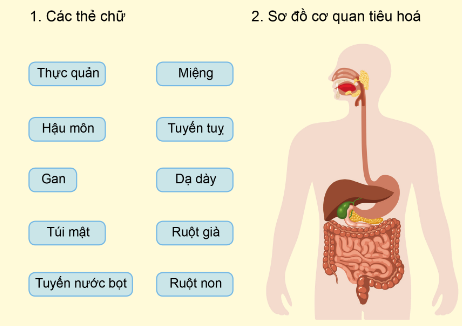 1. Các thẻ chữ
2. Sơ đồ cơ quan tiêu hoá
Thực quản
Miệng
Hậu môn
Tuyến tuỵ
Gan
Dạ dày
Túi mật
Ruột già
Tuyến nước bọt
Ruột non